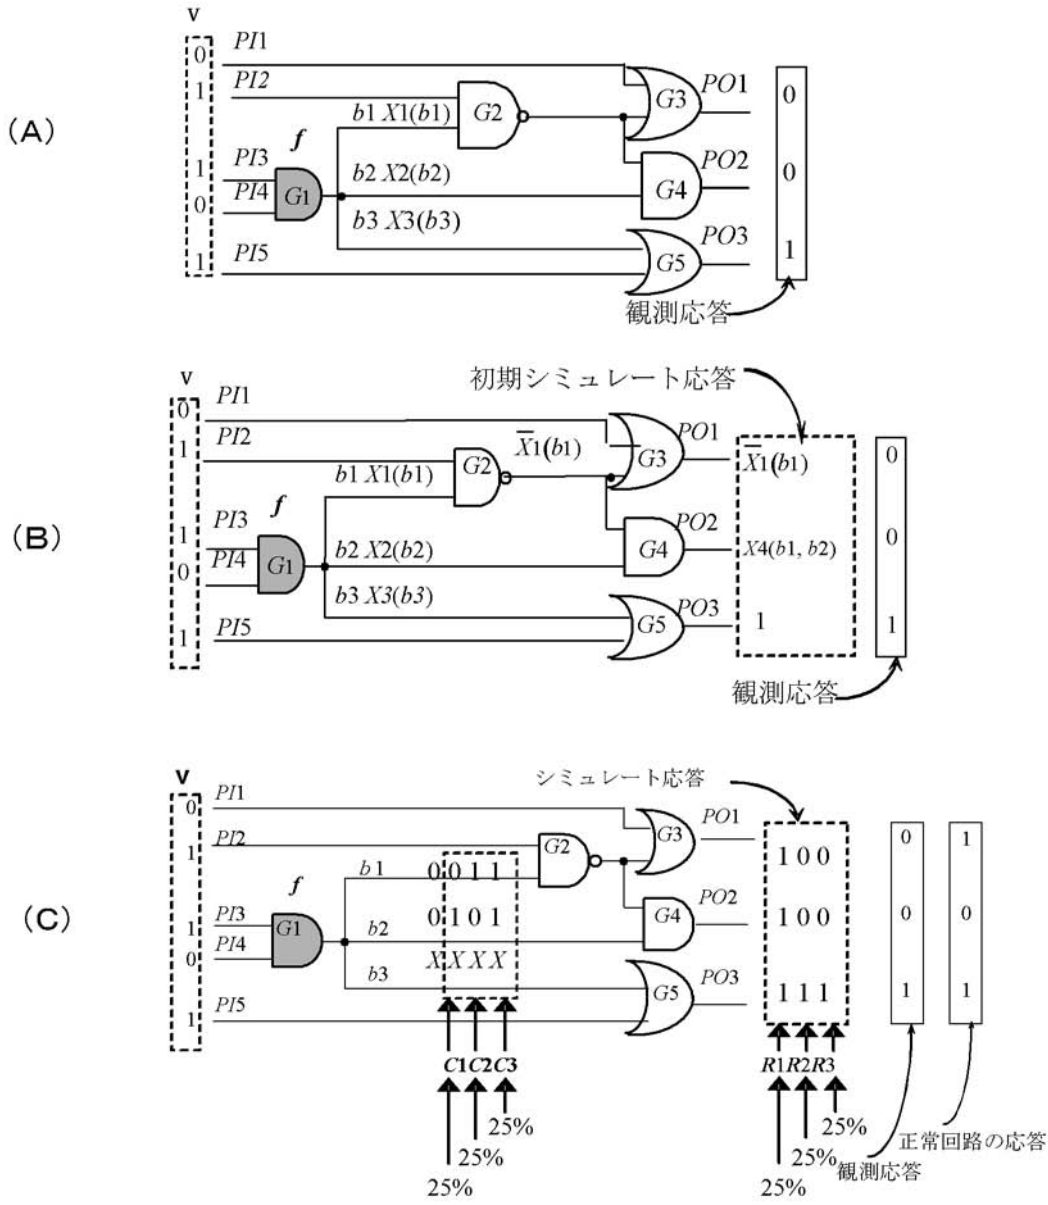 V
(A)
0 PI1
1 PI2
b1 X1(b1)
G2
G3
PO1
0
f
1 PI3
0 PI4
G1
b2 X2(b2)
G4
PO2
0
b3 X3(b3)
1 PI5
G5
PO3
1
観測応答
V
初期シミュレート応答
(B)
0 PI1
1 PI2
b1 X1(b1)
G2
X̅1(b1)
G3
PO1
X̅1(b1)
0
f
1 PI3
0 PI4
G1
b2 X2(b2)
G4
PO2
X4(b1, b2)
0
b3 X3(b3)
1 PI5
G5
PO3
1
1
観測応答
V
シミュレート応答
(C)
0 PI1
1 PI2
b1
0 0 1 1
G2
G3
PO1
1 0 0
0
1
f
1 PI3
0 PI4
G1
b2
0 1 0 1
G4
PO2
1 0 0
0
0
b3
X X X X
1 PI5
G5
PO3
1 1 1
1
1
C1 C2 C3
R1 R2 R3
25%
25%
25%
25%
25%
25%
観測応答
正常回路の応答